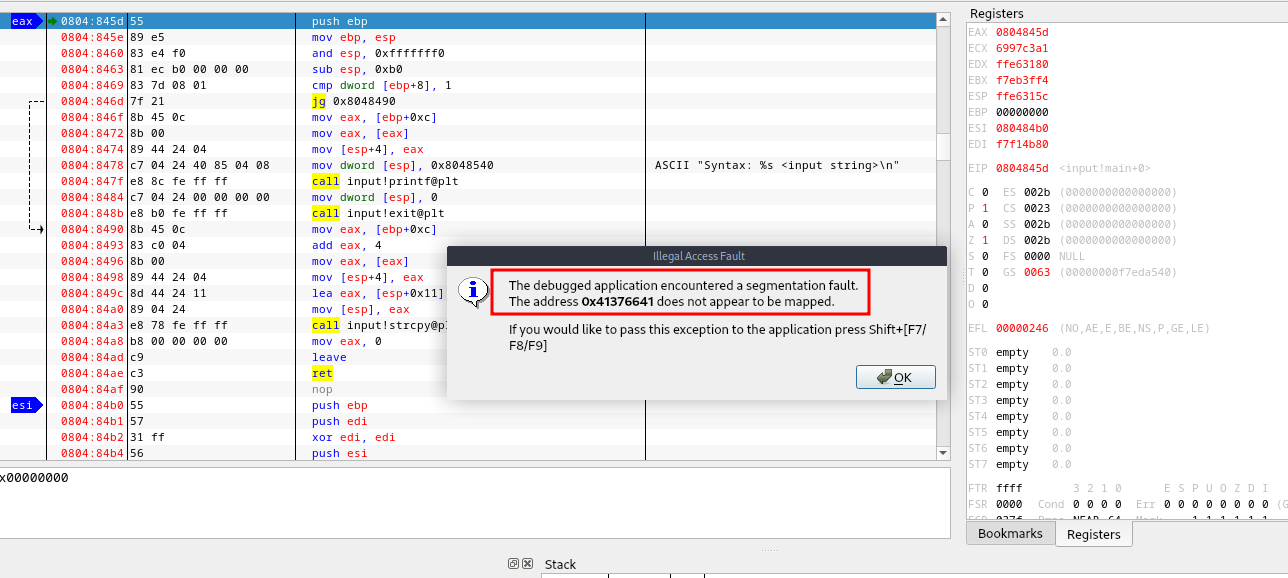 Registers
eax 0804:845d 55 push ebp
0804:845e 89 e5 mov ebp, esp
0804:8460 83 e4 f0 and esp, 0xfffffff0
0804:8463 81 ec b0 00 00 00 sub esp, 0xb0
0804:8469 83 7d 08 01 cmp dword [ebp+8], 1
0804:846d 7f 21 jg 0x8048490
0804:846f 8b 45 0c mov eax, [ebp+0xc]
0804:8472 8b 00 mov eax, [eax]
0804:8474 89 44 24 04 mov [esp+4], eax
0804:8478 c7 04 24 40 85 04 08 mov dword [esp], 0x8048540 ASCII "Syntax: %s <input string>\n"
0804:847f e8 8c fe ff ff call input!printf@plt
0804:8484 c7 04 24 00 00 00 00 mov dword [esp], 0
0804:848b e8 b0 fe ff ff call input!exit@plt
0804:8490 8b 45 0c mov eax, [ebp+0xc]
0804:8493 83 c0 04 add eax, 4
0804:8496 8b 00 mov eax, [eax]
0804:8498 89 44 24 04 mov [esp+4], eax
0804:849c 8d 44 24 11 lea eax, [esp+0x11]
0804:84a0 89 04 24 mov [esp], eax
0804:84a3 e8 78 fe ff ff call input!strcpy@pl
0804:84a8 b8 00 00 00 00 mov eax, 0
0804:84ad c9 leave
0804:84ae c3 ret
0804:84af 90 nop
esi 0804:84b0 55 push ebp
0804:84b1 57 push edi
0804:84b2 31 ff xor edi, edi
0804:84b4 56 push esi
x00000000
Illegal Access Fault
The debugged application encountered a segmentation fault.
The address 0x41376641 does not appear to be mapped.
If you would like to pass this exception to the application press Shift+[F7/
F8/F9]
OK
EAX 0804845d
ECX 6997c3a1
EDX ffe63180
EBX f7eb3ff4
ESP ffe6315c
EBP 00000000
ESI 080484b0
EDI f7f14b80
EIP 0804845d <input!main+0>
C 0 ES 002b (0000000000000000)
P 1 CS 0023 (0000000000000000)
A 0 SS 002b (0000000000000000)
Z 1 DS 002b (0000000000000000)
S 0 FS 0000 NULL
T 0 GS 0063 (00000000f7eda540)
D 0
O 0
EFL 00000246 (NO,AE,E,BE,NS,P,GE,LE)
ST0 empty 0.0
ST1 empty 0.0
ST2 empty 0.0
ST3 empty 0.0
ST4 empty 0.0
ST5 empty 0.0
ST6 empty 0.0
ST7 empty 0.0
FTR ffff 3 2 1 0 E S P U O Z D I
FSR 0000 Cond 0 0 0 0 Err 0 0 0 0 0 0 0 0 (G
Bookmarks Registers
Stack